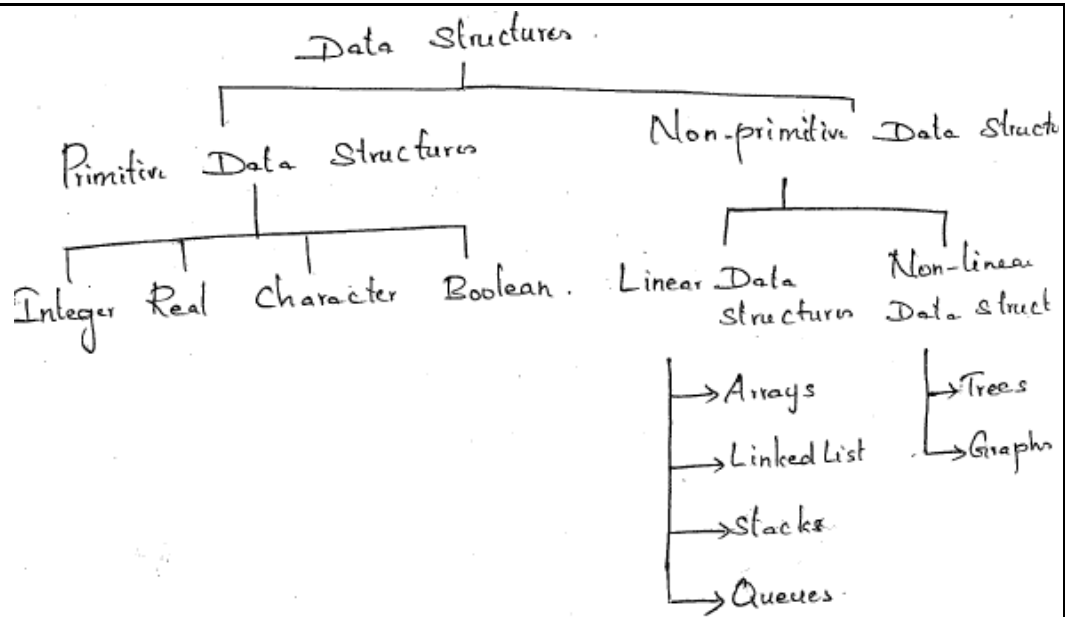 Data Structures.
Primitive Data Structures
Non-primitive Data Struct
Integer Real Character Boolean.
Linear Data structures
Non-linear Data struct
→Arrays
→Linked List
→Stacks
→Queues.
→Trees
→Graphs